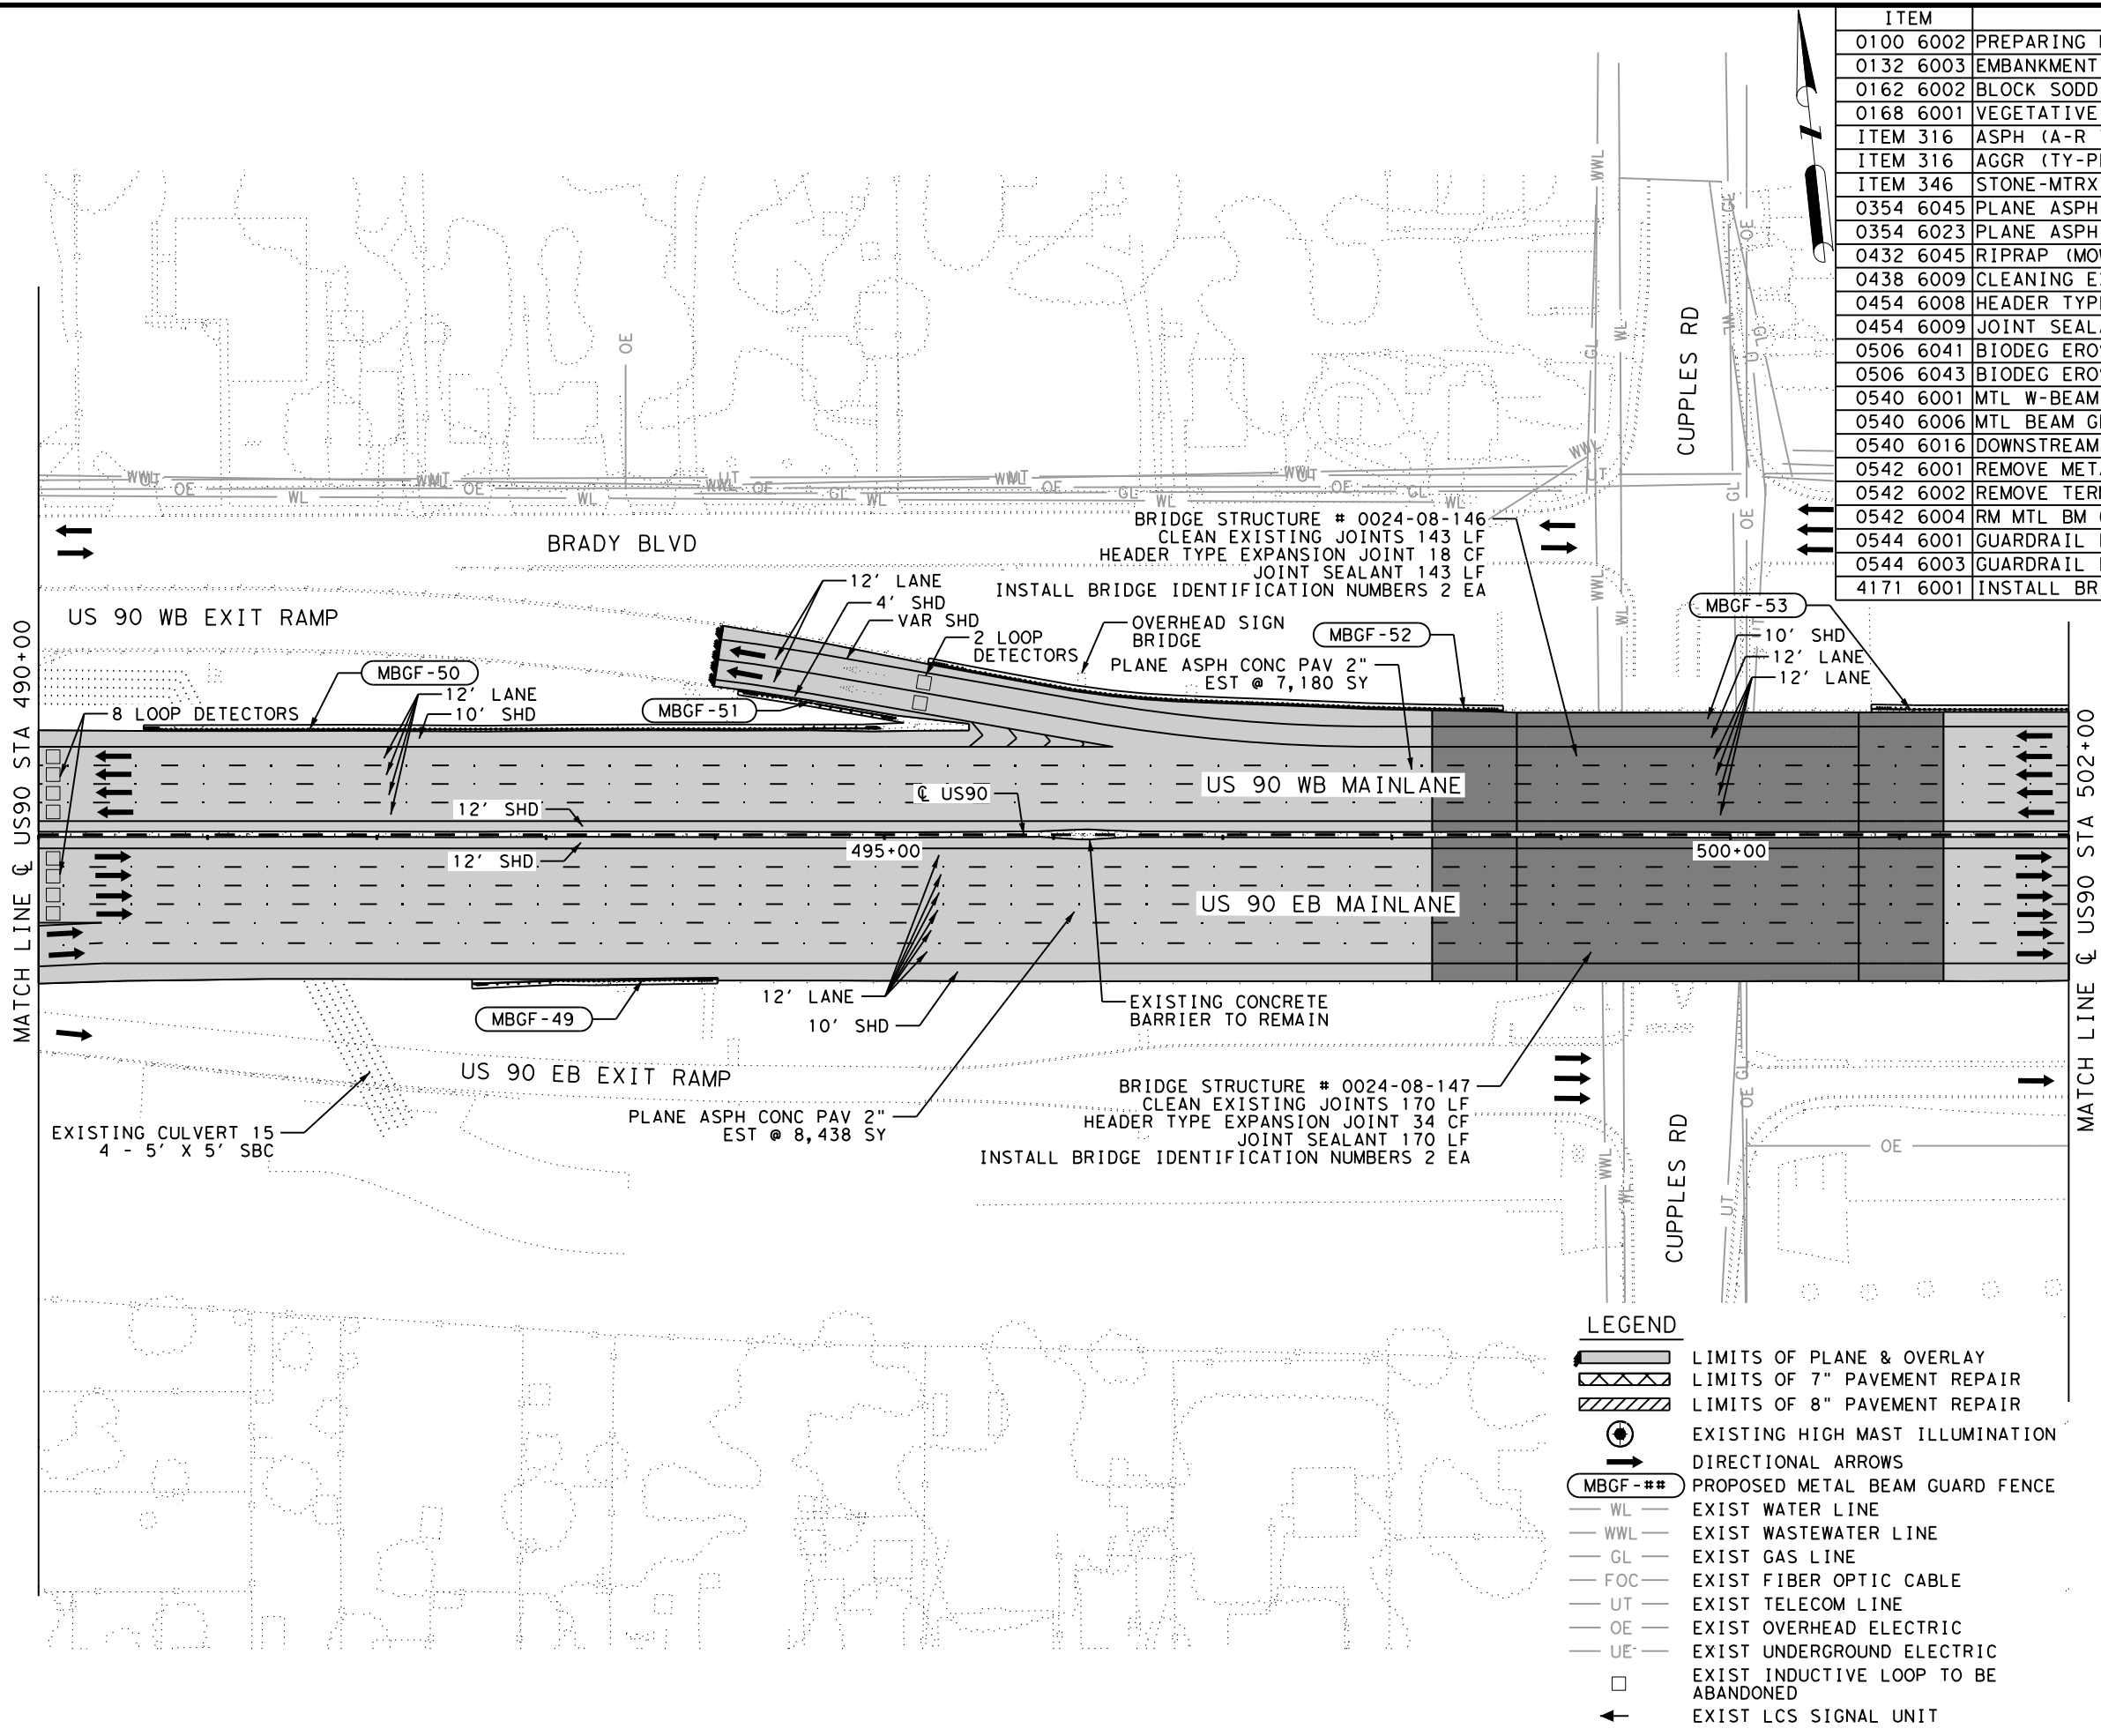 ITEM
0100 6002 PREPARING
0132 6003 EMBANKMENT
0162 6002 BLOCK SODD
0168 6001 VEGETATIVE
ITEM 316 ASPH (A-R
ITEM 316 AGGR (TY-P
ITEM 346 STONE-MTRX
0354 6045 PLANE ASPH
0354 6023 PLANE ASPH
0432 6045 RIPRAP (MO
0438 6009 CLEANING E
0454 6008 HEADER TYP
0454 6009 JOINT SEAL
0506 6041 BIODEG ERO
0506 6043 BIODEG ERO
0540 6001 MTL W-BEAM
0540 6006 MTL BEAM G
0540 6016 DOWNSTREAM
0542 6001 REMOVE MET
0542 6002 REMOVE TER
0542 6004 RM MTL BM
0544 6001 GUARDRAIL
0544 6003 GUARDRAIL
4171 6001 INSTALL BR
CUPPLES RD
OE
WWL
WL
GL
UT
BRADY BLVD
BRIDGE STRUCTURE # 0024-08-146
CLEAN EXISTING JOINTS 143 LF
HEADER TYPE EXPANSION JOINT 18 CF
JOINT SEALANT 143 LF
INSTALL BRIDGE IDENTIFICATION NUMBERS 2 EA
US 90 WB EXIT RAMP
12' LANE
4' SHD
VAR SHD
2 LOOP
DETECTORS
OVERHEAD SIGN
BRIDGE
MBGF-52
MBGF-53
PLANE ASPH CONC PAV 2"
EST @ 7,180 SY
10' SHD
12' LANE
12' LANE
MBGF-50
12' LANE
10' SHD
MBGF-51
8 LOOP DETECTORS
MATCH LINE ℄ US90 STA 490+00
MATCH LINE ℄ US90 STA 502+00
US 90 WB MAINLANE
℄ US90
12' SHD
12' SHD
495+00
500+00
US 90 EB MAINLANE
MBGF-49
12' LANE
10' SHD
EXISTING CONCRETE
BARRIER TO REMAIN
US 90 EB EXIT RAMP
PLANE ASPH CONC PAV 2"
EST @ 8,438 SY
BRIDGE STRUCTURE # 0024-08-147
CLEAN EXISTING JOINTS 170 LF
HEADER TYPE EXPANSION JOINT 34 CF
JOINT SEALANT 170 LF
INSTALL BRIDGE IDENTIFICATION NUMBERS 2 EA
EXISTING CULVERT 15
4 - 5' X 5' SBC
CUPPLES RD
WWL
WL
UT
OE
GL
OE
LEGEND
LIMITS OF PLANE & OVERLAY
LIMITS OF 7" PAVEMENT REPAIR
LIMITS OF 8" PAVEMENT REPAIR
EXISTING HIGH MAST ILLUMINATION
DIRECTIONAL ARROWS
MBGF-## PROPOSED METAL BEAM GUARD FENCE
WL EXIST WATER LINE
WWL EXIST WASTEWATER LINE
GL EXIST GAS LINE
FOC EXIST FIBER OPTIC CABLE
UT EXIST TELECOM LINE
OE EXIST OVERHEAD ELECTRIC
UE EXIST UNDERGROUND ELECTRIC
EXIST INDUCTIVE LOOP TO BE
ABANDONED
EXIST LCS SIGNAL UNIT